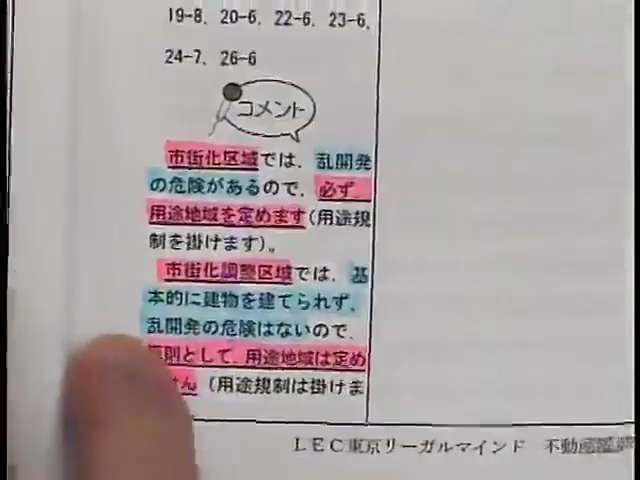 19-8、20-6、22-6、23-6、
24-7、26-6
コメント
市街化区域では、乱開発
の危険があるので、必ず、
用途地域を定めます(用途規
制を掛けます)。
市街化調整区域では、基
本的に建物を建てられず、
乱開発の危険はないので、
則として、用途地域は定め
せん(用途規制は掛けま
LEC東京リーガルマインド 不動産鑑